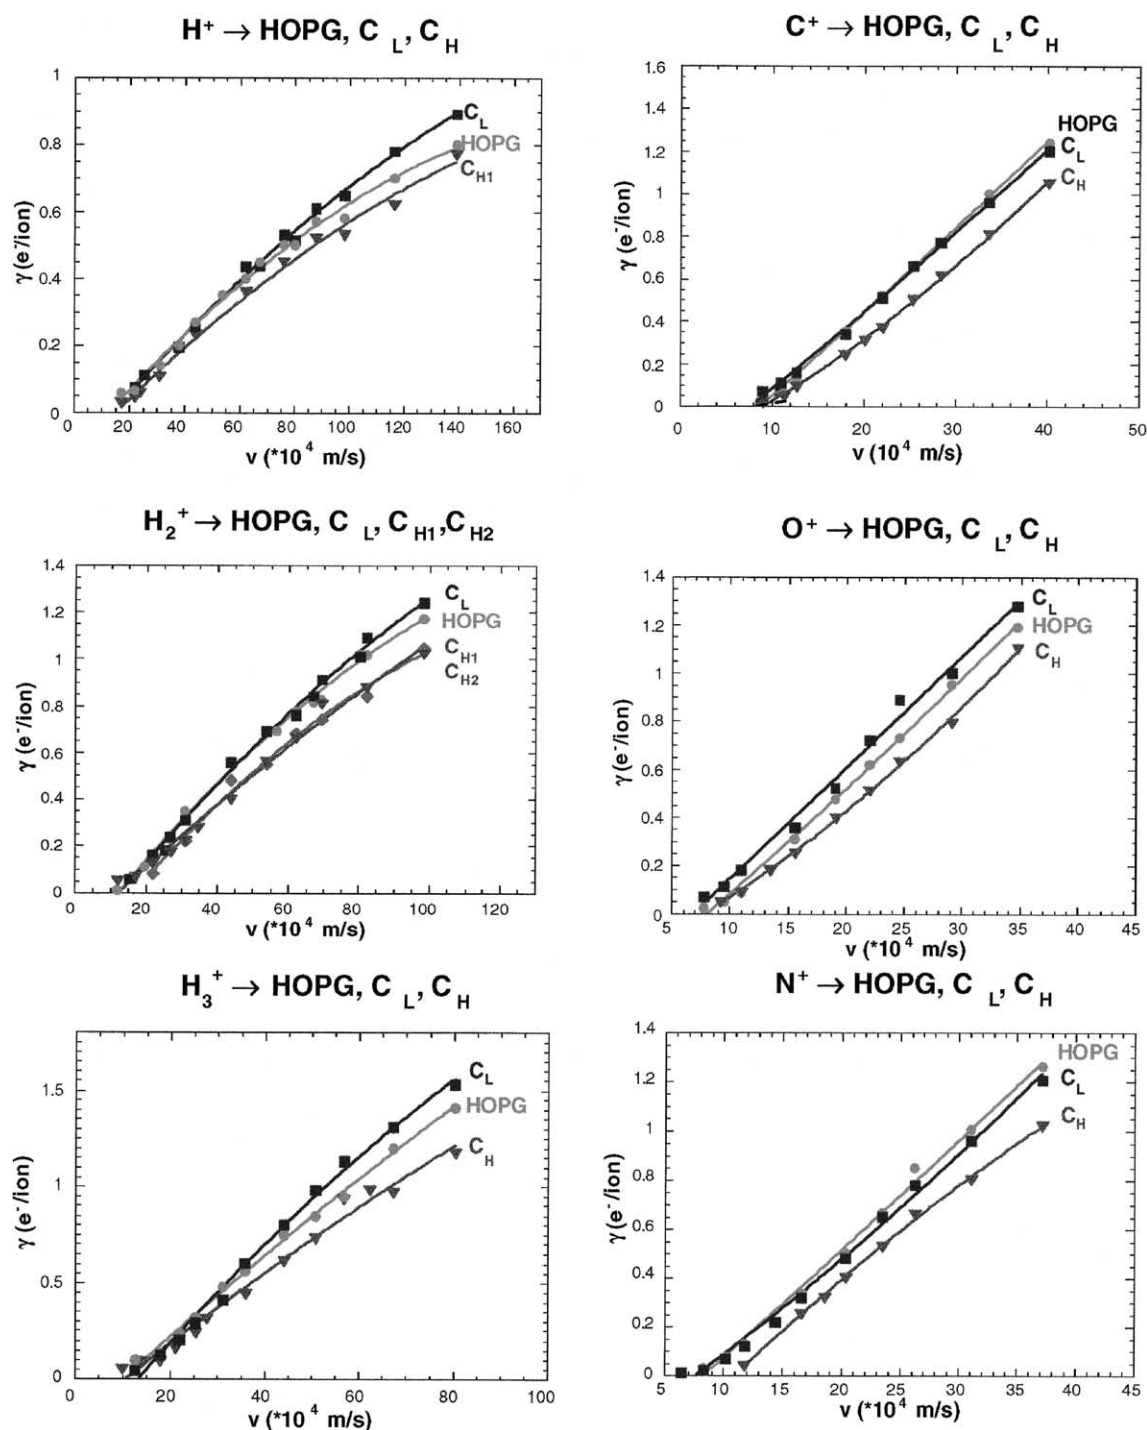 H⁺ → HOPG, C L, C H
γ (e⁻/ion)
1
0.8
0.6
0.4
0.2
0
C L
HOPG
C H1
0 20 40 60 80 100 120 140 160
v (*10⁴ m/s)
C⁺ → HOPG, C L, C H
γ (e⁻/ion)
1.6
1.4
1.2
1
0.8
0.6
0.4
0.2
0
HOPG
C L
C H
0 10 20 30 40 50
v (10⁴ m/s)
H₂⁺ → HOPG, C L, C H1, C H2
γ (e⁻/ion)
1.4
1.2
1
0.8
0.6
0.4
0.2
0
C L
HOPG
C H1
C H2
0 20 40 60 80 100 120
v (*10⁴ m/s)
O⁺ → HOPG, C L, C H
γ (e⁻/ion)
1.4
1.2
1
0.8
0.6
0.4
0.2
0
C L
HOPG
C H
5 10 15 20 25 30 35 40 45
v (*10⁴ m/s)
H₃⁺ → HOPG, C L, C H
γ (e⁻/ion)
1.5
1
0.5
0
C L
HOPG
C H
0 20 40 60 80 100
v (*10⁴ m/s)
N⁺ → HOPG, C L, C H
γ (e⁻/ion)
1.4
1.2
1
0.8
0.6
0.4
0.2
0
HOPG
C L
C H
5 10 15 20 25 30 35 40 45
v (*10⁴ m/s)